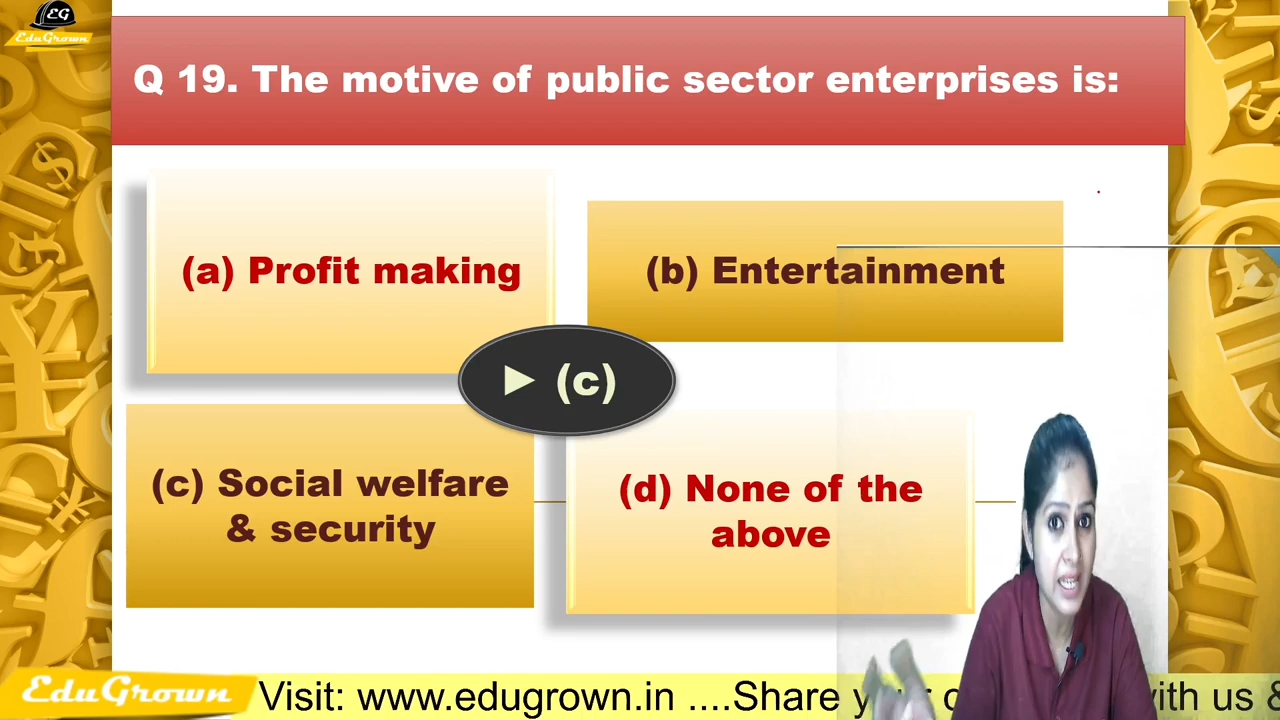 EG
EduGrown
Q 19. The motive of public sector enterprises is:
(a) Profit making
(b) Entertainment
► (c)
(c) Social welfare
& security
(d) None of the
above
EduGrown
Visit: www.edugrown.in ....Share with us &